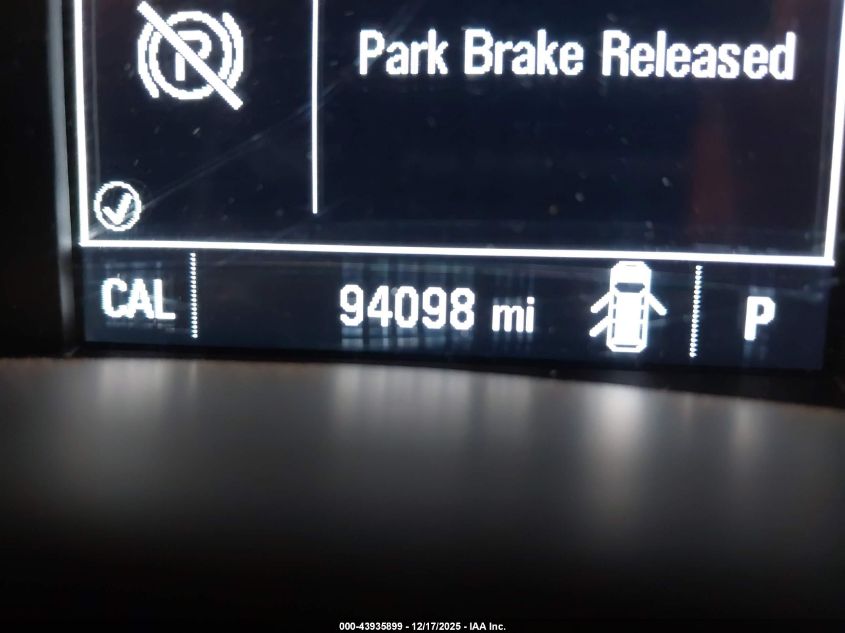 P
Park Brake Released
CAL 94098 mi P
000-43935899 - 12/17/2025 - IAA Inc.